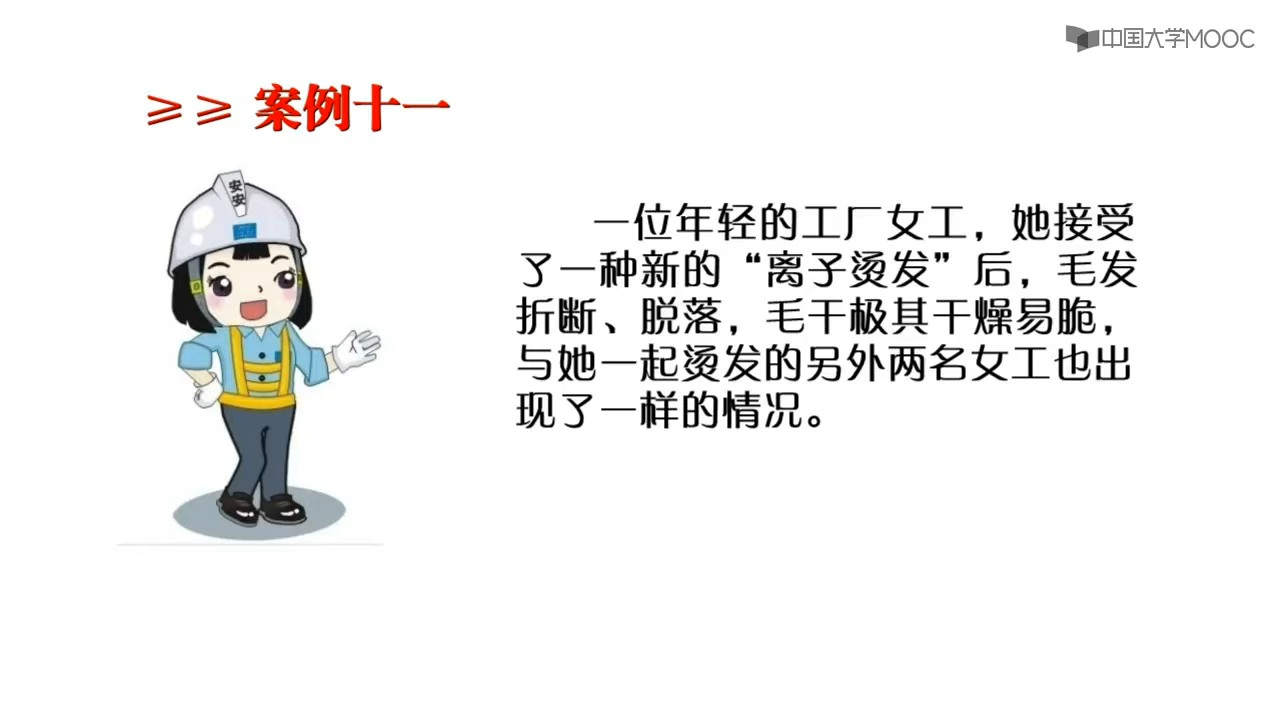 中国大学MOOC
≥≥ 案例十一
安安
一位年轻的工厂女工，她接受
了一种新的“离子烫发”后，毛发
折断、脱落，毛干极其干燥易脆，
与她一起烫发的另外两名女工也出
现了一样的情况。